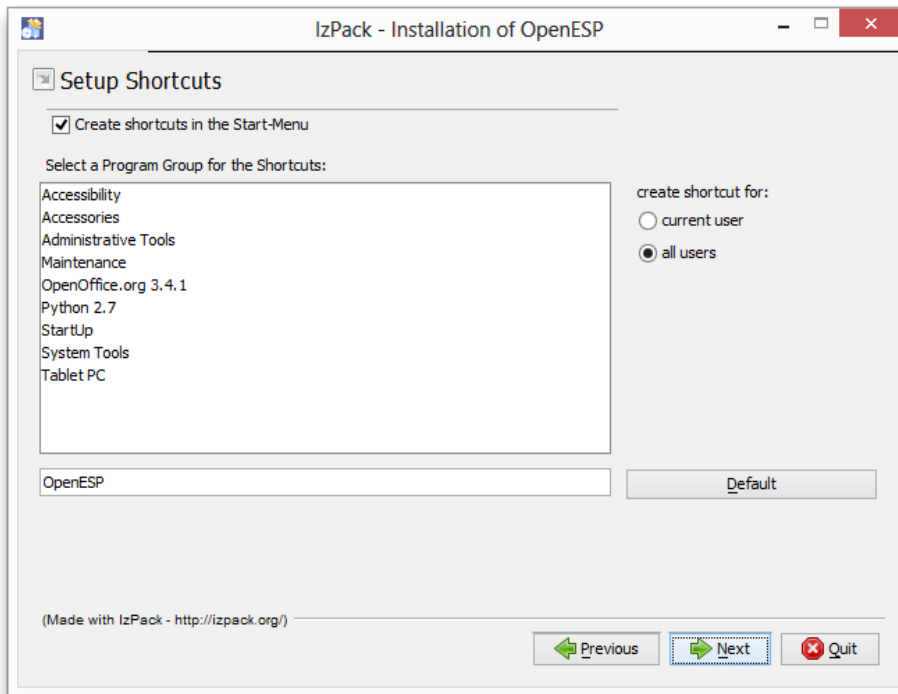 IzPack - Installation of OpenESP
Setup Shortcuts
Create shortcuts in the Start-Menu
Select a Program Group for the Shortcuts:
Accessibility
Accessories
Administrative Tools
Maintenance
OpenOffice.org 3.4.1
Python 2.7
StartUp
System Tools
Tablet PC
create shortcut for:
current user
all users
OpenESP
Default
(Made with IzPack - http://izpack.org/)
Previous
Next
Quit